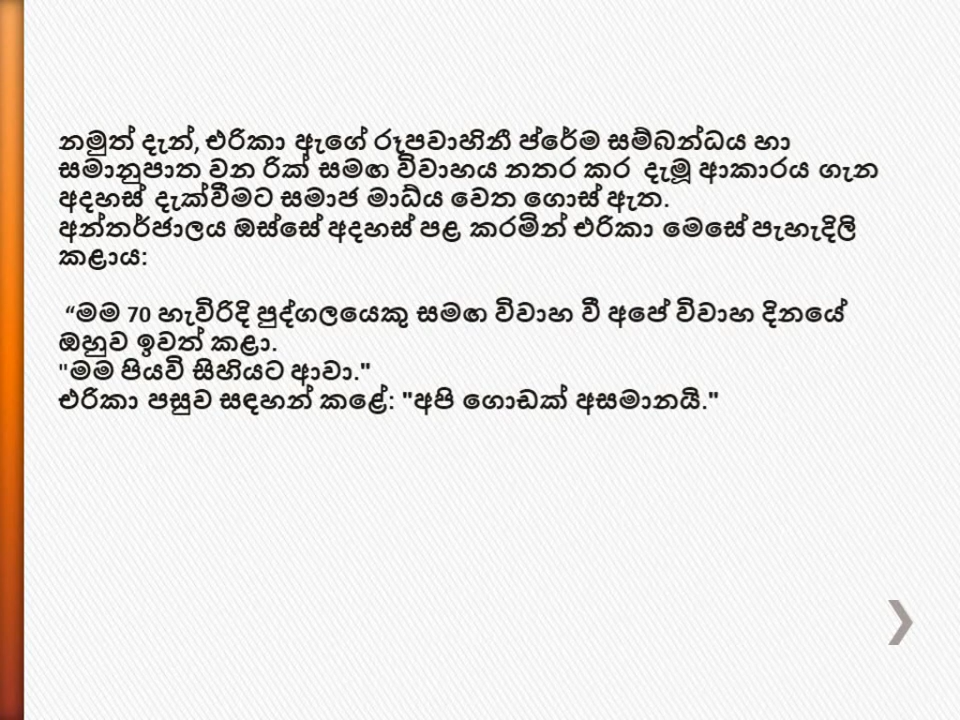 නමුත් දැන්, එරිකා ඇගේ රූපවාහිනී ප්රේම සම්බන්ධය හා
සමානුපාත වන රික් සමඟ විවාහය නතර කර දැමූ ආකාරය ගැන
අදහස් දැක්වීමට සමාජ මාධ්ය වෙත ගොස් ඇත.
අන්තර්ජාලය ඔස්සේ අදහස් පළ කරමින් එරිකා මෙසේ පැහැදිලි
කළාය:
“මම 70 හැවිරිදි පුද්ගලයෙකු සමඟ විවාහ වී අපේ විවාහ දිනයේ
ඔහුව ඉවත් කළා.
"මම පියවි සිහියට ආවා."
එරිකා පසුව සඳහන් කළේ: "අපි ගොඩක් අසමානයි."